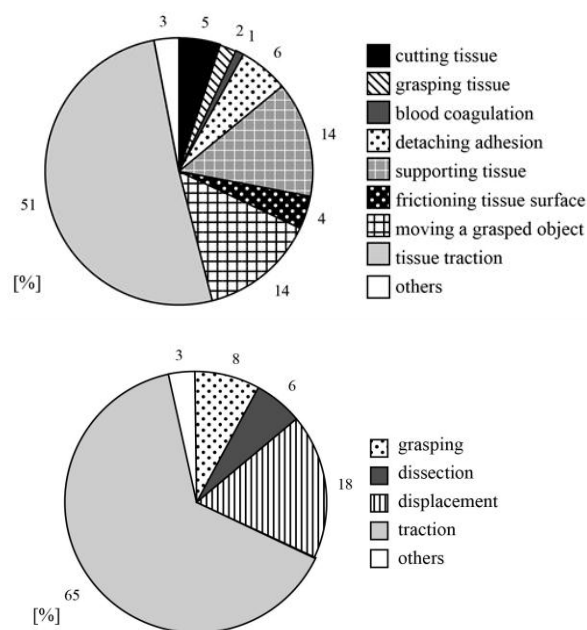 3
5
2
1
6
14
4
14
51
[%]
cutting tissue
grasping tissue
blood coagulation
detaching adhesion
supporting tissue
frictioning tissue surface
moving a grasped object
tissue traction
others
3
8
6
18
65
[%]
grasping
dissection
displacement
traction
others